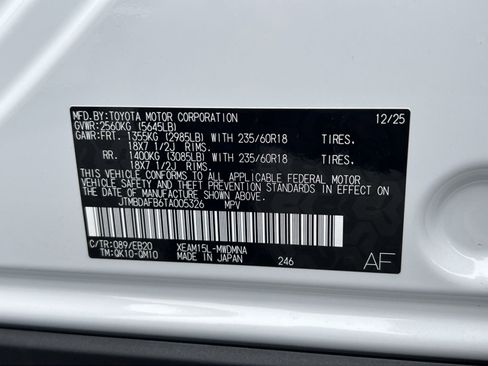 MFD.BY:TOYOTA MOTOR CORPORATION 12/25
GVWR:2560KG (5645LB)
GAWR:FRT. 1355KG (2985LB) WITH 235/60R18 TIRES,
18X7 1/2J RIMS.
RR. 1400KG (3085LB) WITH 235/60R18 TIRES,
18X7 1/2J RIMS.
THIS VEHICLE CONFORMS TO ALL APPLICABLE FEDERAL MOTOR
VEHICLE SAFETY AND THEFT PREVENTION STANDARDS IN EFFECT ON
THE DATE OF MANUFACTURE SHOWN ABOVE.
JTMBDAFB6TA005326 MPV
C/TR:089/EB20 XEAM15L-MWDMNA
TM:QK10-QM10 MADE IN JAPAN 246 AF